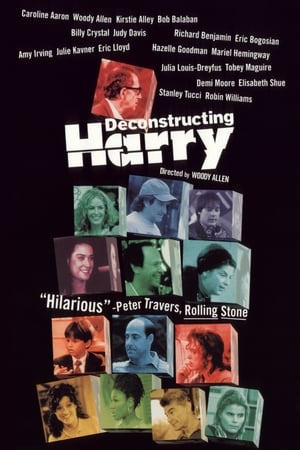 Caroline Aaron Woody Allen Kirstie Alley Bob Balaban
Richard Benjamin Eric Bogosian
Billy Crystal Judy Davis
Hazelle Goodman Mariel Hemingway
Amy Irving Julie Kavner Eric Lloyd
Julia Louis-Dreyfus Tobey Maguire
Demi Moore Elisabeth Shue
Stanley Tucci Robin Williams
Deconstructing
Harry
Directed by WOODY ALLEN
“Hilarious” -Peter Travers, Rolling Stone